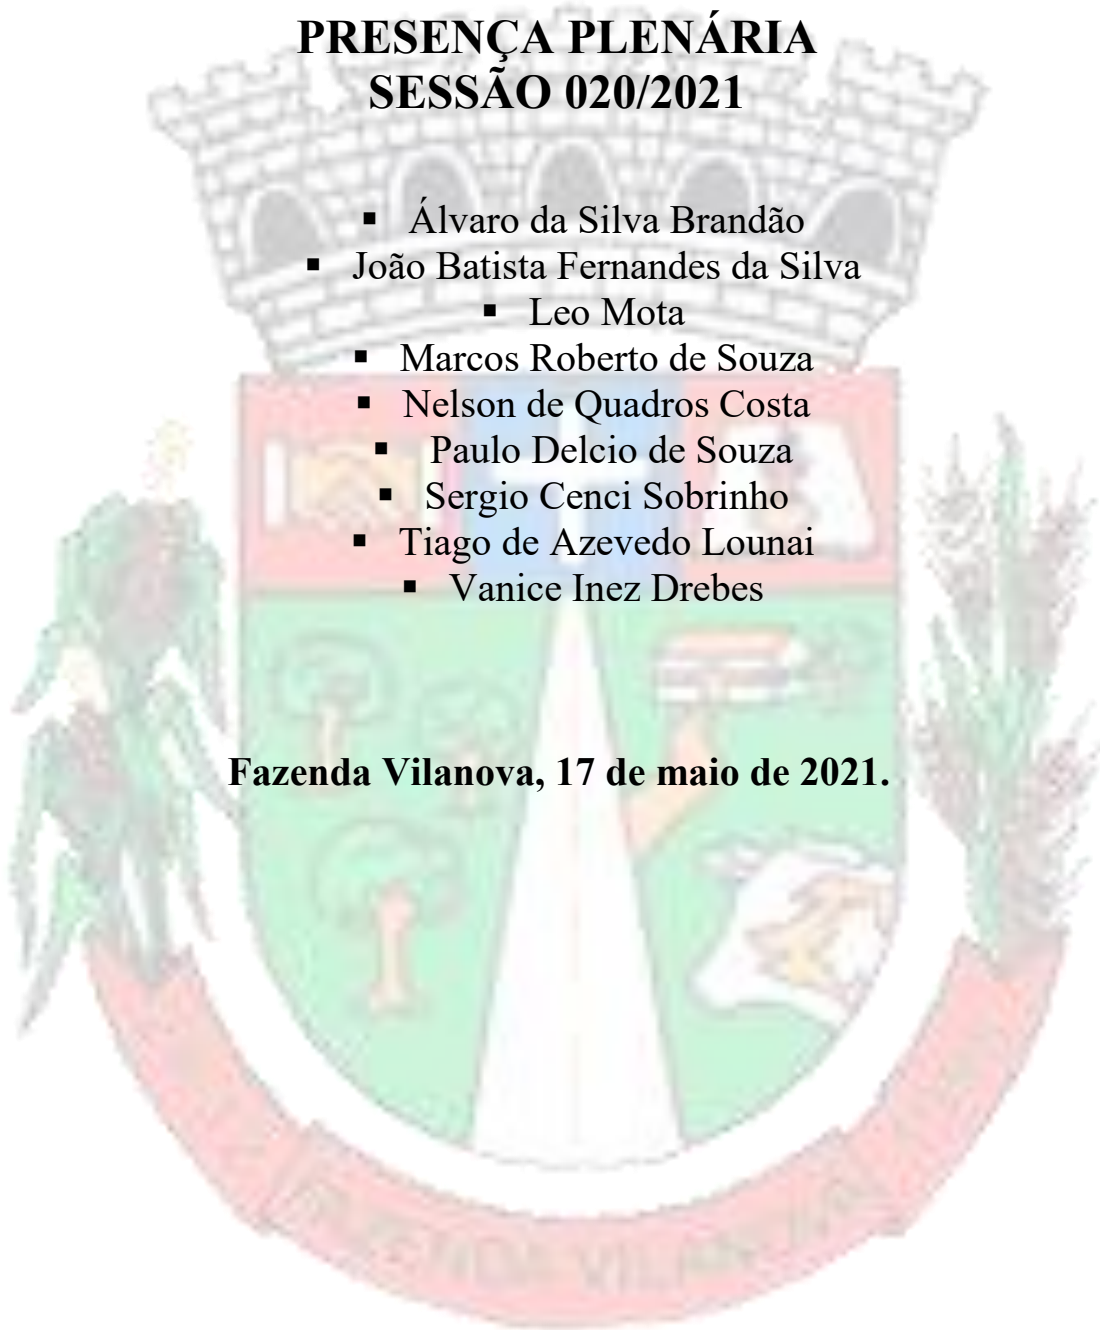 PRESENÇA PLENÁRIA
SESSÃO 020/2021
▪ Álvaro da Silva Brandão
▪ João Batista Fernandes da Silva
▪ Leo Mota
▪ Marcos Roberto de Souza
▪ Nelson de Quadros Costa
▪ Paulo Delcio de Souza
▪ Sergio Cenci Sobrinho
▪ Tiago de Azevedo Lounai
▪ Vanice Inez Drebes
Fazenda Vilanova, 17 de maio de 2021.
FAZENDA VILANOVA